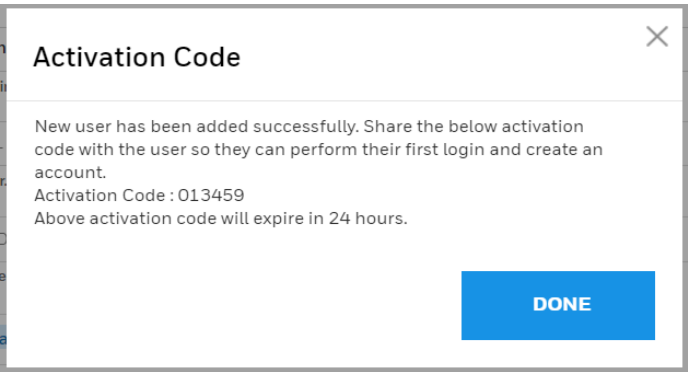 Activation Code
New user has been added successfully. Share the below activation
code with the user so they can perform their first login and create an
account.
Activation Code : 013459
Above activation code will expire in 24 hours.
DONE